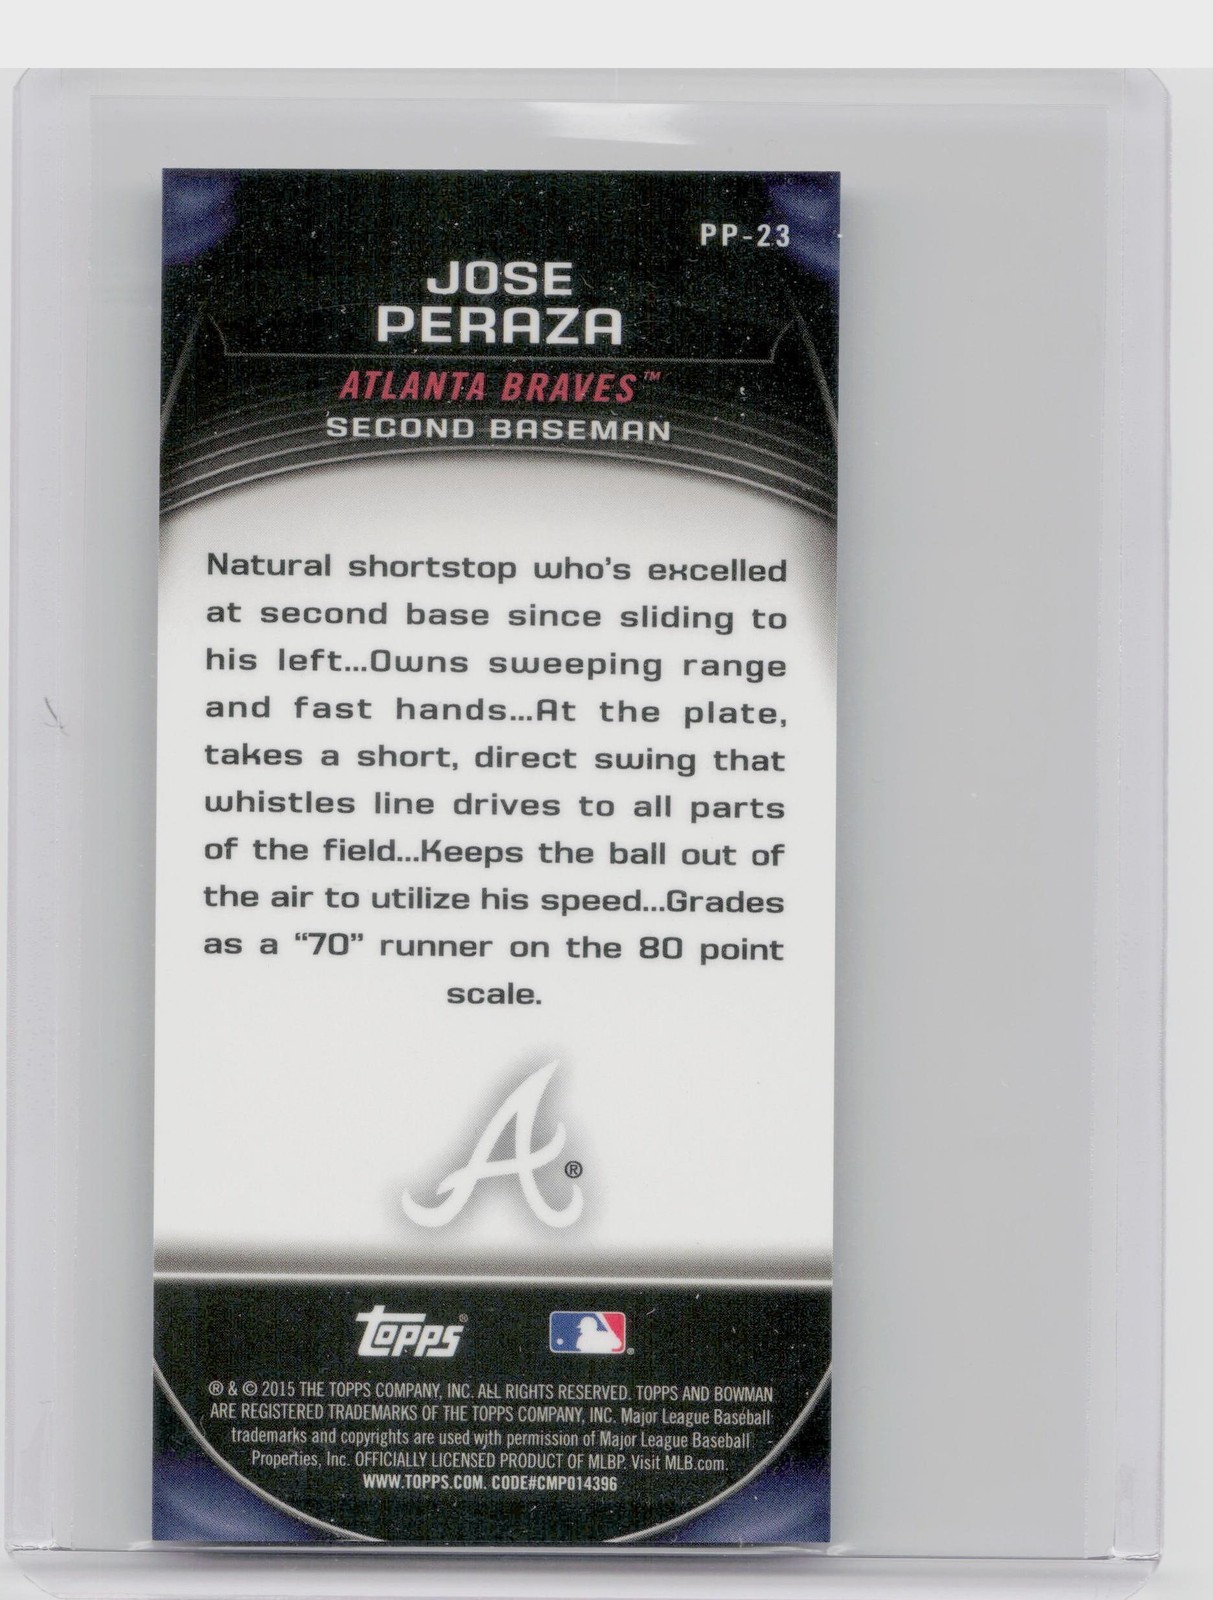 PP-23
JOSE
PERAZA
ATLANTA BRAVES™
SECOND BASEMAN
Natural shortstop who's excelled
at second base since sliding to
his left...Owns sweeping range
and fast hands...At the plate,
takes a short, direct swing that
whistles line drives to all parts
of the field...Keeps the ball out of
the air to utilize his speed...Grades
as a “70” runner on the 80 point
scale.
A®
Topps®
® & © 2015 THE TOPPS COMPANY, INC. ALL RIGHTS RESERVED. TOPPS AND BOWMAN
ARE REGISTERED TRADEMARKS OF THE TOPPS COMPANY, INC. Major League Baseball
trademarks and copyrights are used with permission of Major League Baseball
Properties, Inc. OFFICIALLY LICENSED PRODUCT OF MLBP. Visit MLB.com.
WWW.TOPPS.COM. CODE#CMP014396